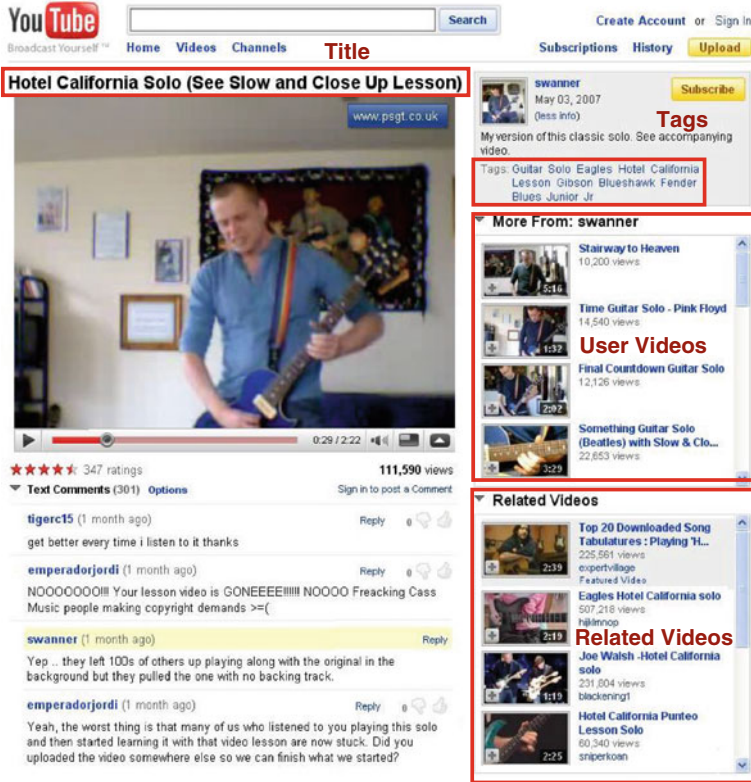 You Tube
Broadcast Yourself ™
Search
Create Account or Sign In
Home Videos Channels
Subscriptions History Upload
Title
Hotel California Solo (See Slow and Close Up Lesson)
www.psgt.co.uk
0:29 / 2:22
347 ratings
111,590 views
Text Comments (301) Options
Sign in to post a Comment
tigerc15 (1 month ago)
Reply 0
get better every time i listen to it thanks
emperadorjordi (1 month ago)
Reply 0
NOOOOOOO!!! Your lesson video is GONEEEE!!!!!! NOOOO Freacking Cass
Music people making copyright demands >=(
swanner (1 month ago)
Reply
Yep .. they left 100s of others up playing along with the original in the
background but they pulled the one with no backing track.
emperadorjordi (1 month ago)
Reply 0
Yeah, the worst thing is that many of us who listened to you playing this solo
and then started learning it with that video lesson are now stuck. Did you
uploaded the video somewhere else so we can finish what we started?
swanner
May 03, 2007
(less info)
Subscribe
Tags
My version of this classic solo. See accompanying
video.
Tags: Guitar Solo Eagles Hotel California
Lesson Gibson Blueshawk Fender
Blues Junior Jr
More From: swanner
Stairway to Heaven
10,200 views
5:16
Time Guitar Solo - Pink Floyd
14,540 views
1:32
User Videos
Final Countdown Guitar Solo
12,126 views
2:02
Something Guitar Solo
(Beatles) with Slow & Clo...
22,653 views
3:29
Related Videos
Top 20 Downloaded Song
Tabulatures : Playing 'H...
225,561 views
expertvillage
Featured Video
2:39
Eagles Hotel California solo
507,218 views
hijklmnop
2:19
Related Videos
Joe Walsh -Hotel California
solo
231,804 views
blackening1
1:19
Hotel California Punteo
Lesson Solo
60,340 views
sniperkoan
2:25